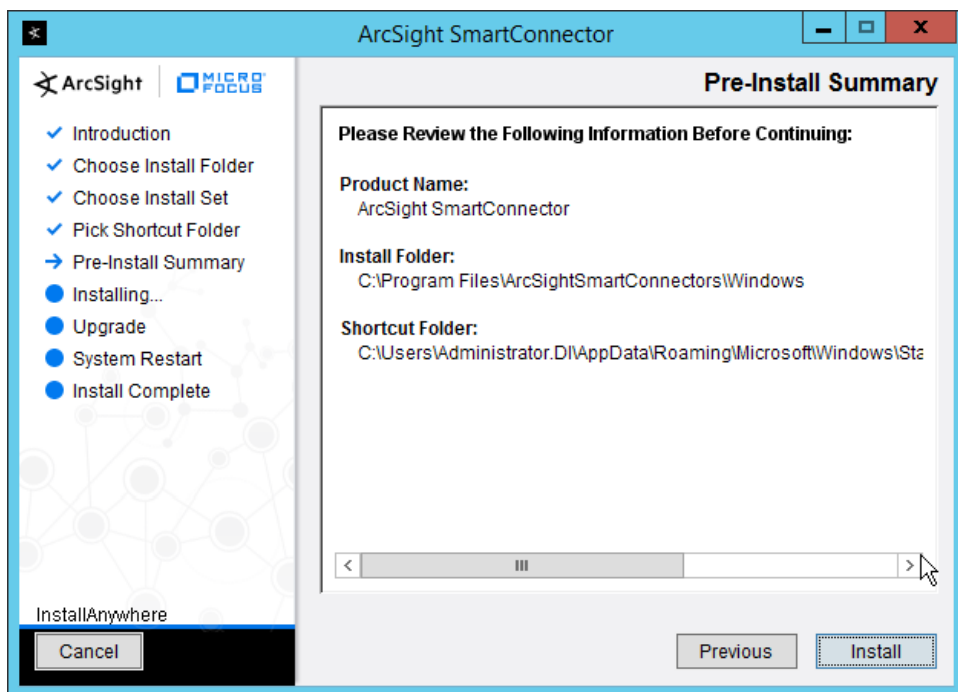 ArcSight SmartConnector
ArcSight MICRO FOCUS
Pre-Install Summary
Introduction
Choose Install Folder
Choose Install Set
Pick Shortcut Folder
Pre-Install Summary
Installing...
Upgrade
System Restart
Install Complete
Please Review the Following Information Before Continuing:
Product Name:
ArcSight SmartConnector
Install Folder:
C:\Program Files\ArcSightSmartConnectors\Windows
Shortcut Folder:
C:\Users\Administrator.DI\AppData\Roaming\Microsoft\Windows\Sta
InstallAnywhere
Cancel
Previous
Install